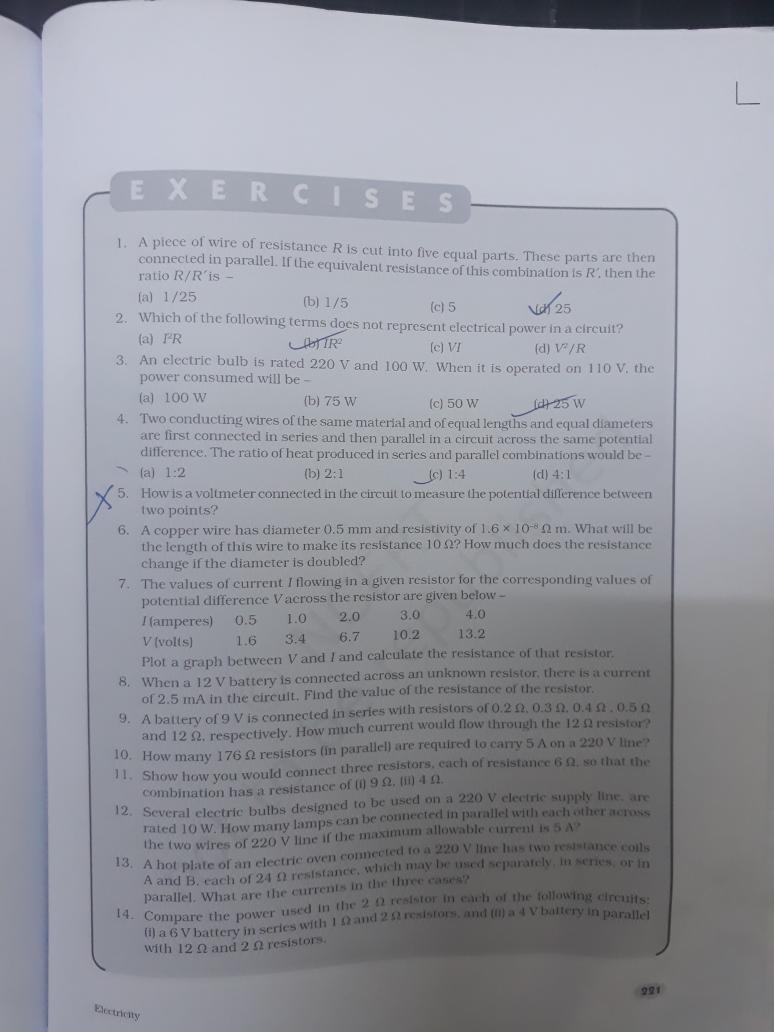 EXERCISES
1. A piece of wire of resistance R is cut into five equal parts. These parts are then
connected in parallel. If the equivalent resistance of this combination is R′, then the
ratio R/R′ is –
(a) 1/25 (b) 1/5 (c) 5 (d) 25
2. Which of the following terms does not represent electrical power in a circuit?
(a) I²R (b) IR² (c) VI (d) V²/R
3. An electric bulb is rated 220 V and 100 W. When it is operated on 110 V, the
power consumed will be –
(a) 100 W (b) 75 W (c) 50 W (d) 25 W
4. Two conducting wires of the same material and of equal lengths and equal diameters
are first connected in series and then parallel in a circuit across the same potential
difference. The ratio of heat produced in series and parallel combinations would be –
(a) 1:2 (b) 2:1 (c) 1:4 (d) 4:1
5. How is a voltmeter connected in the circuit to measure the potential difference between
two points?
6. A copper wire has diameter 0.5 mm and resistivity of 1.6 × 10⁻⁸ Ω m. What will be
the length of this wire to make its resistance 10 Ω? How much does the resistance
change if the diameter is doubled?
7. The values of current I flowing in a given resistor for the corresponding values of
potential difference V across the resistor are given below –
I (amperes) 0.5 1.0 2.0 3.0 4.0
V (volts) 1.6 3.4 6.7 10.2 13.2
Plot a graph between V and I and calculate the resistance of that resistor.
8. When a 12 V battery is connected across an unknown resistor, there is a current
of 2.5 mA in the circuit. Find the value of the resistance of the resistor.
9. A battery of 9 V is connected in series with resistors of 0.2 Ω, 0.3 Ω, 0.4 Ω , 0.5 Ω
and 12 Ω, respectively. How much current would flow through the 12 Ω resistor?
10. How many 176 Ω resistors (in parallel) are required to carry 5 A on a 220 V line?
11. Show how you would connect three resistors, each of resistance 6 Ω, so that the
combination has a resistance of (i) 9 Ω, (ii) 4 Ω.
12. Several electric bulbs designed to be used on a 220 V electric supply line, are
rated 10 W. How many lamps can be connected in parallel with each other across
the two wires of 220 V line if the maximum allowable current is 5 A?
13. A hot plate of an electric oven connected to a 220 V line has two resistance coils
A and B, each of 24 Ω resistance, which may be used separately, in series, or in
parallel. What are the currents in the three cases?
14. Compare the power used in the 2 Ω resistor in each of the following circuits:
(i) a 6 V battery in series with 1 Ω and 2 Ω resistors, and (ii) a 4 V battery in parallel
with 12 Ω and 2 Ω resistors.
221
Electricity